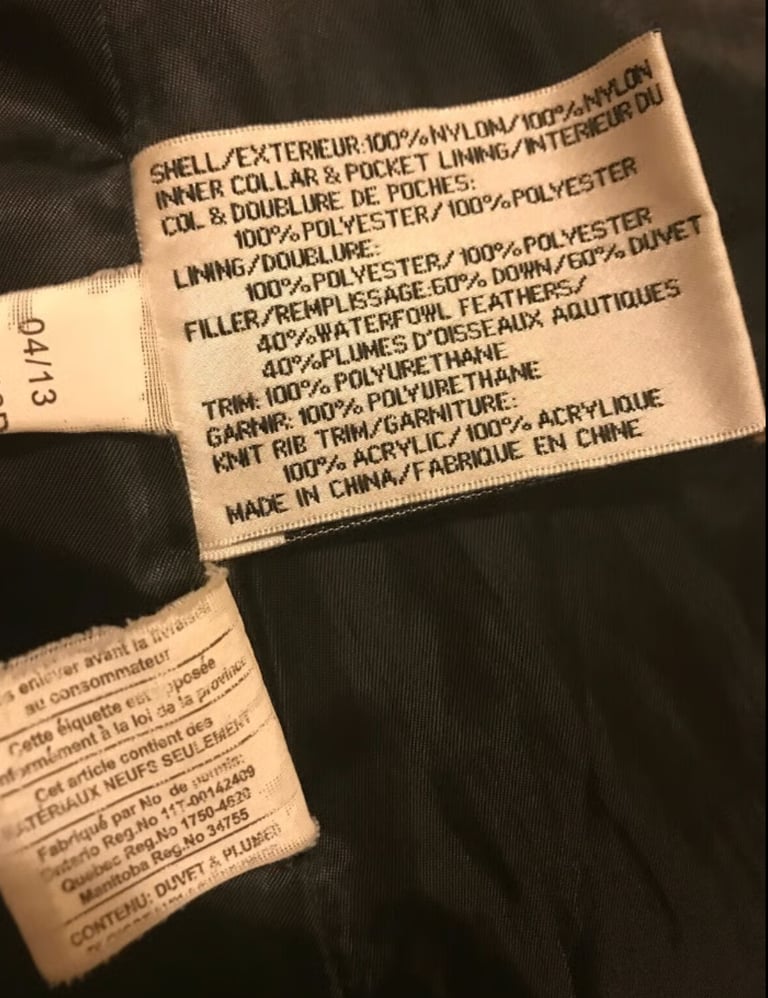 SHELL/EXTERIEUR:100%NYLON/100%NYLON
INNER COLLAR & POCKET LINING/INTERIEUR DU
COL & DOUBLURE DE POCHES:
100%POLYESTER/100%POLYESTER
LINING/DOUBLURE:
100%POLYESTER/100%POLYESTER
FILLER/REMPLISSAGE:60% DOWN/60% DUVET
40%WATERFOWL FEATHERS/
40%PLUMES D'OISSEAUX AQUTIQUES
TRIM: 100% POLYURETHANE
GARNIR: 100% POLYURETHANE
KNIT RIB TRIM/GARNITURE:
100% ACRYLIC/100% ACRYLIQUE
MADE IN CHINA/FABRIQUE EN CHINE
04/13
enlever avant la livraison
au consommateur
Cette étiquette est apposée
à la loi de la province
Cet article contient des
NEUFS SEULEMENT
Fabriqué par No de permis:
Ontario Reg.No 11T-00142409
Quebec Reg.No 1750-4629
Manitoba Reg.No 34755
CONTENU: DUVET & PLUMES